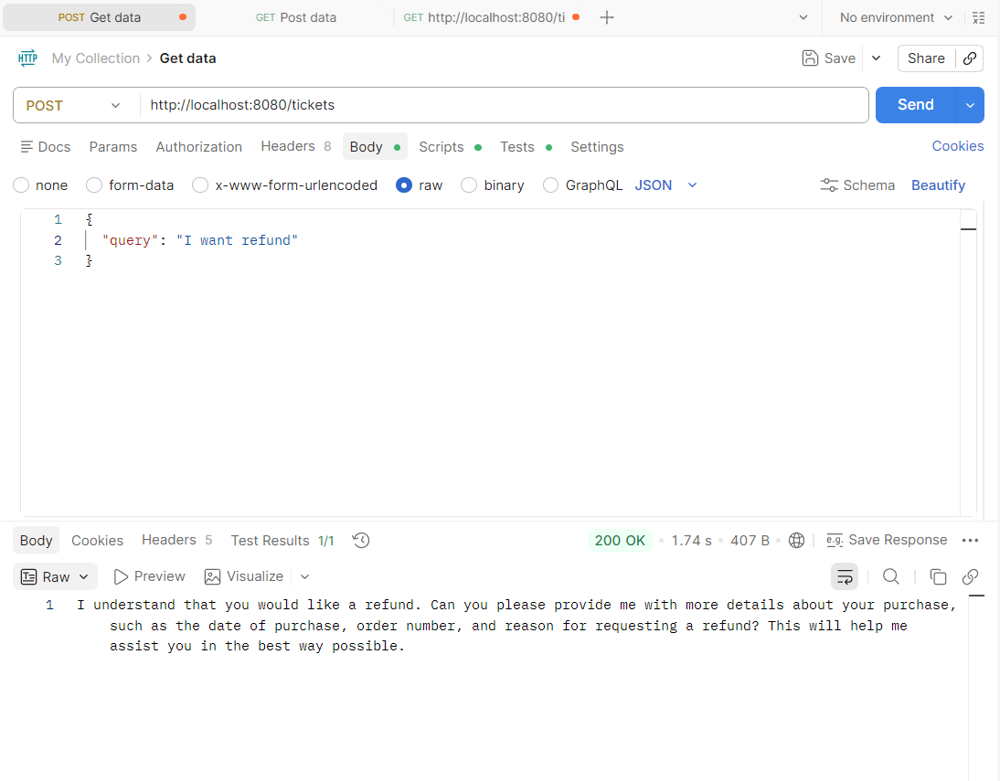 POST Get data GET Post data GET http://localhost:8080/ti No environment
HTTP My Collection > Get data Save Share
POST http://localhost:8080/tickets Send
Docs Params Authorization Headers 8 Body Scripts Tests Settings Cookies
none form-data x-www-form-urlencoded raw binary GraphQL JSON Schema Beautify
1 {
2 "query": "I want refund"
3 }
Body Cookies Headers 5 Test Results 1/1 200 OK • 1.74 s • 407 B e.g. Save Response
Raw Preview Visualize
1 I understand that you would like a refund. Can you please provide me with more details about your purchase,
such as the date of purchase, order number, and reason for requesting a refund? This will help me
assist you in the best way possible.